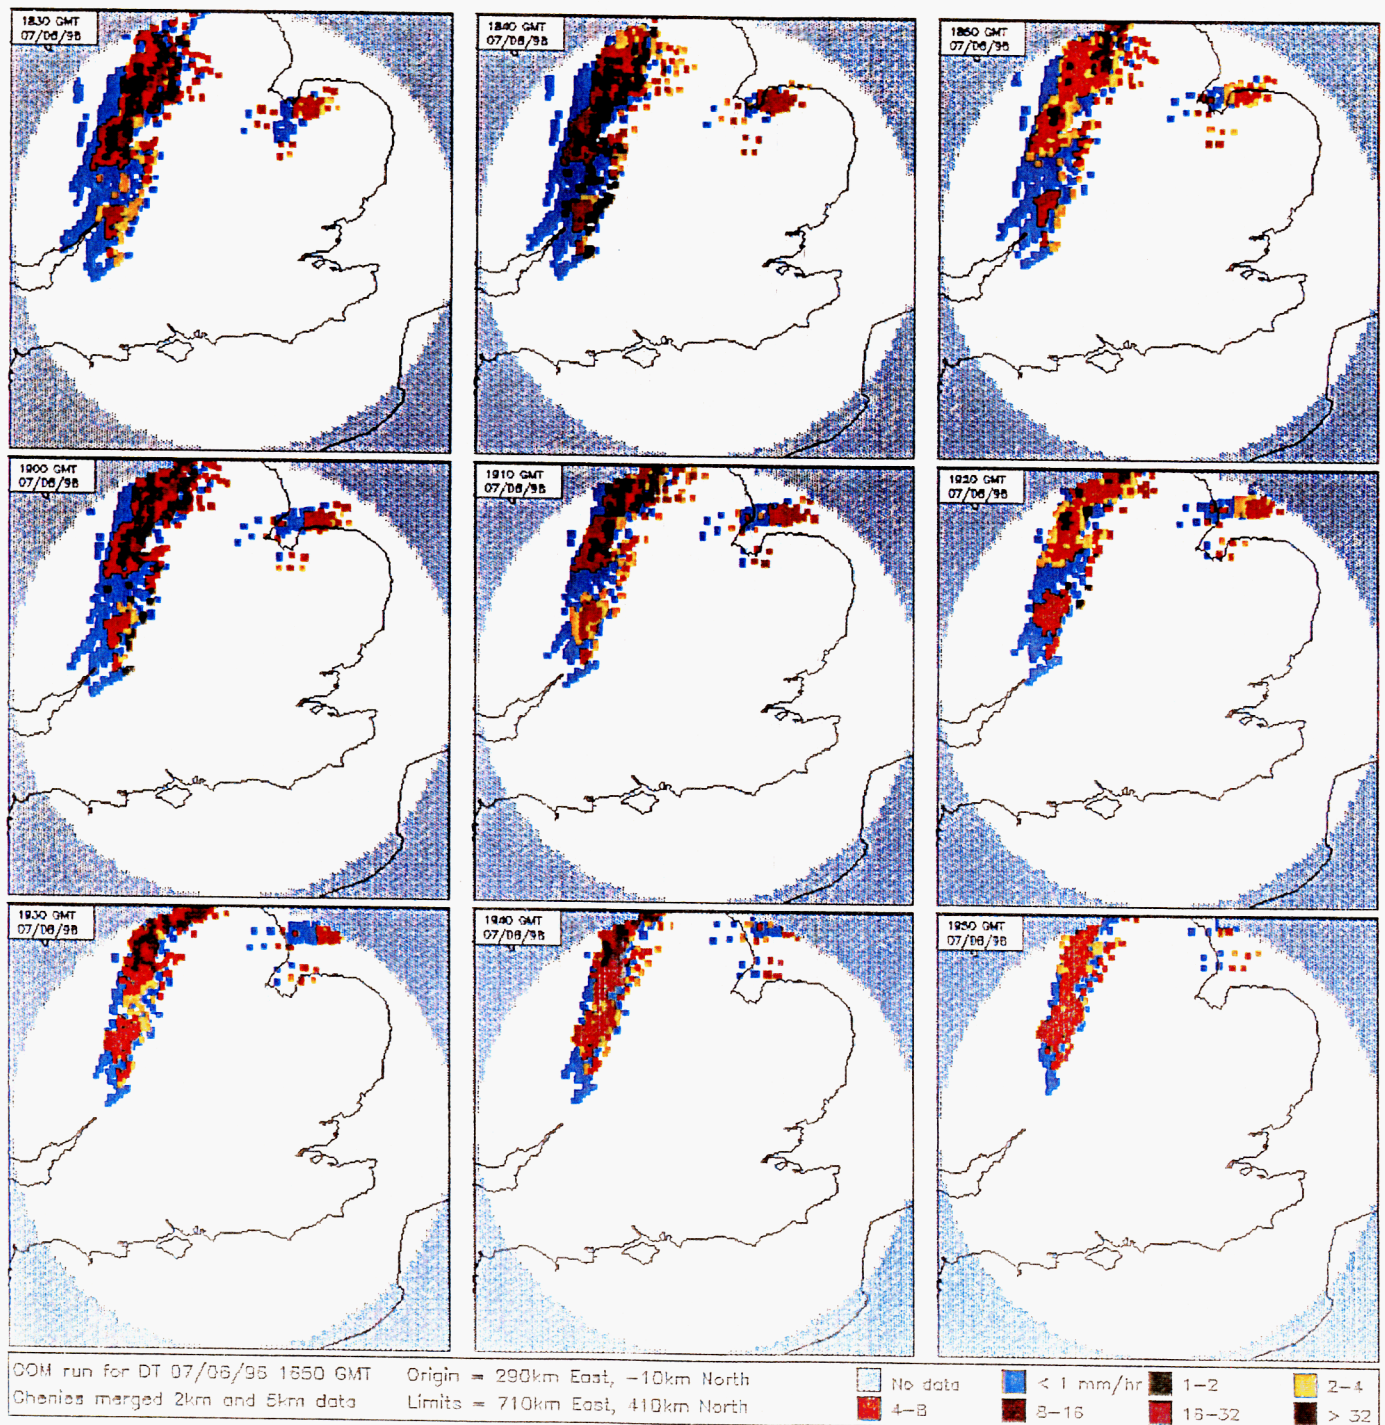 1830 GMT
07/06/96
1840 GMT
07/06/96
1850 GMT
07/06/96
1900 GMT
07/06/96
1910 GMT
07/06/96
1920 GMT
07/06/96
1930 GMT
07/06/96
1940 GMT
07/06/96
1950 GMT
07/06/96
COM run for DT 07/06/96 1650 GMT
Origin = 290km East, -10km North
No data
< 1 mm/hr
1-2
2-4
Chenies merged 2km and 5km data
Limits = 710km East, 410km North
4-8
8-16
16-32
> 32